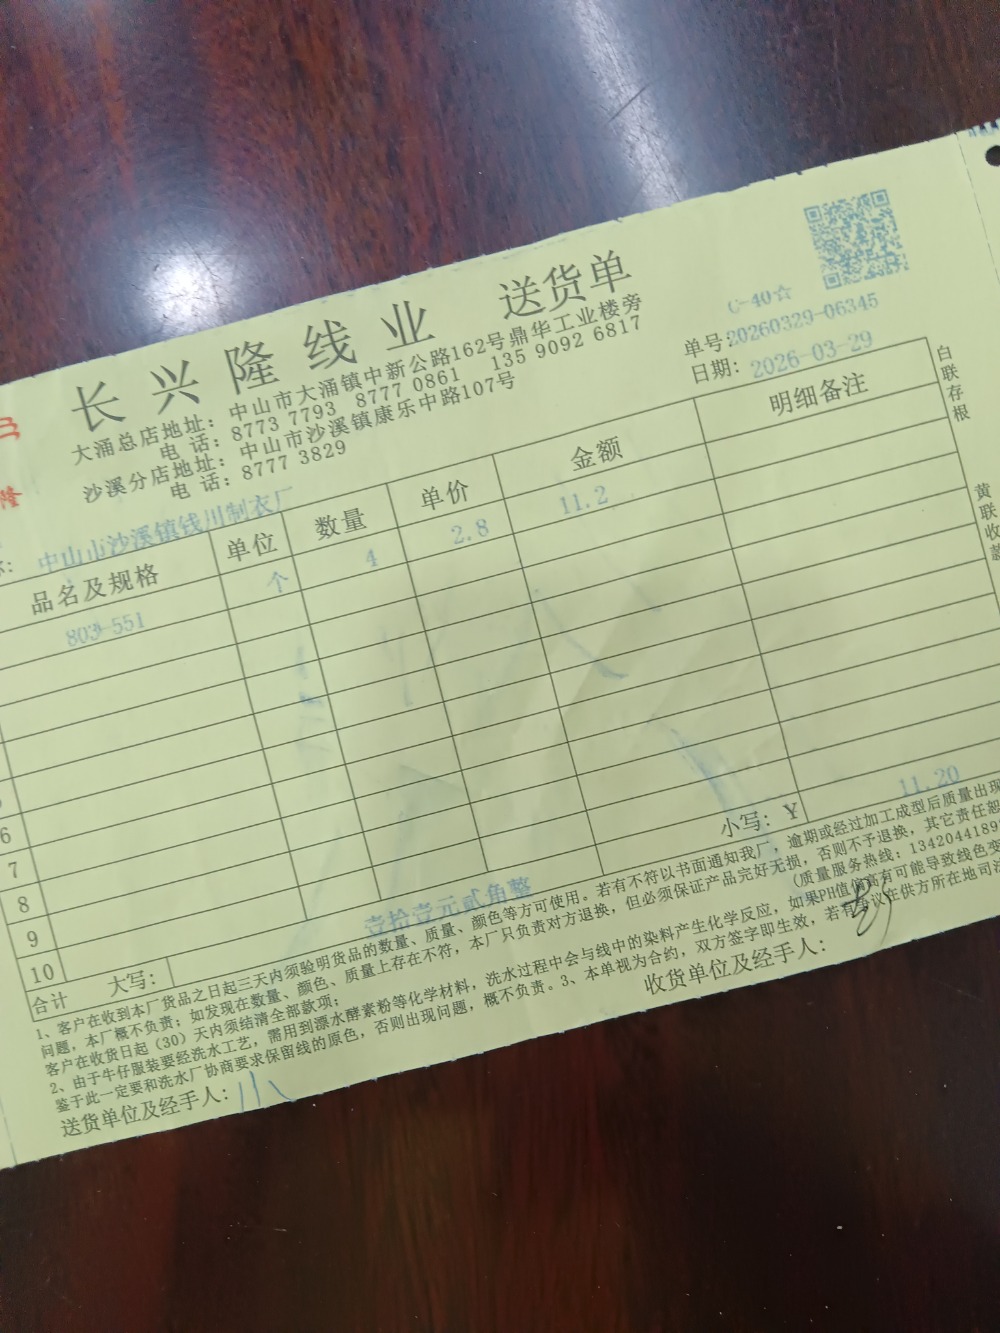 长兴隆线业 送货单
C-40☆
大涌总店地址：中山市大涌镇中新公路162号鼎华工业楼旁
电 话：8773 7793 8777 0861 135 9092 6817
沙溪分店地址：中山市沙溪镇康乐中路107号
电 话：8777 3829
单号：20260329-06345
日期：2026-03-29
隆
中山市沙溪镇钱川制衣厂
品名及规格 单位 数量 单价 金额 明细备注
803-551 个 4 2.8 11.2
6
7
8
9
10
合计 大写： 壹拾壹元贰角整 小写：¥ 11.20
1、客户在收到本厂货品之日起三天内须验明货品的数量、质量、颜色等方可使用。若有不符以书面通知我厂，逾期或经过加工成型后质量出现
问题，本厂概不负责；如发现在数量、颜色、质量上存在不符，本厂只负责对方退换，但必须保证产品完好无损，否则不予退换，其它责任恕
客户在收货日起（30）天内须结清全部款项； （质量服务热线：1342044189
2、由于牛仔服装要经洗水工艺，需用到漂水酵素粉等化学材料，洗水过程中会与线中的染料产生化学反应，如果PH值偏高有可能导致线色变
鉴于此一定要和洗水厂协商要求保留线的原色，否则出现问题，概不负责。3、本单视为合约，双方签字即生效，若有争议在供方所在地司法
送货单位及经手人： 收货单位及经手人：
白联存根
黄联收款